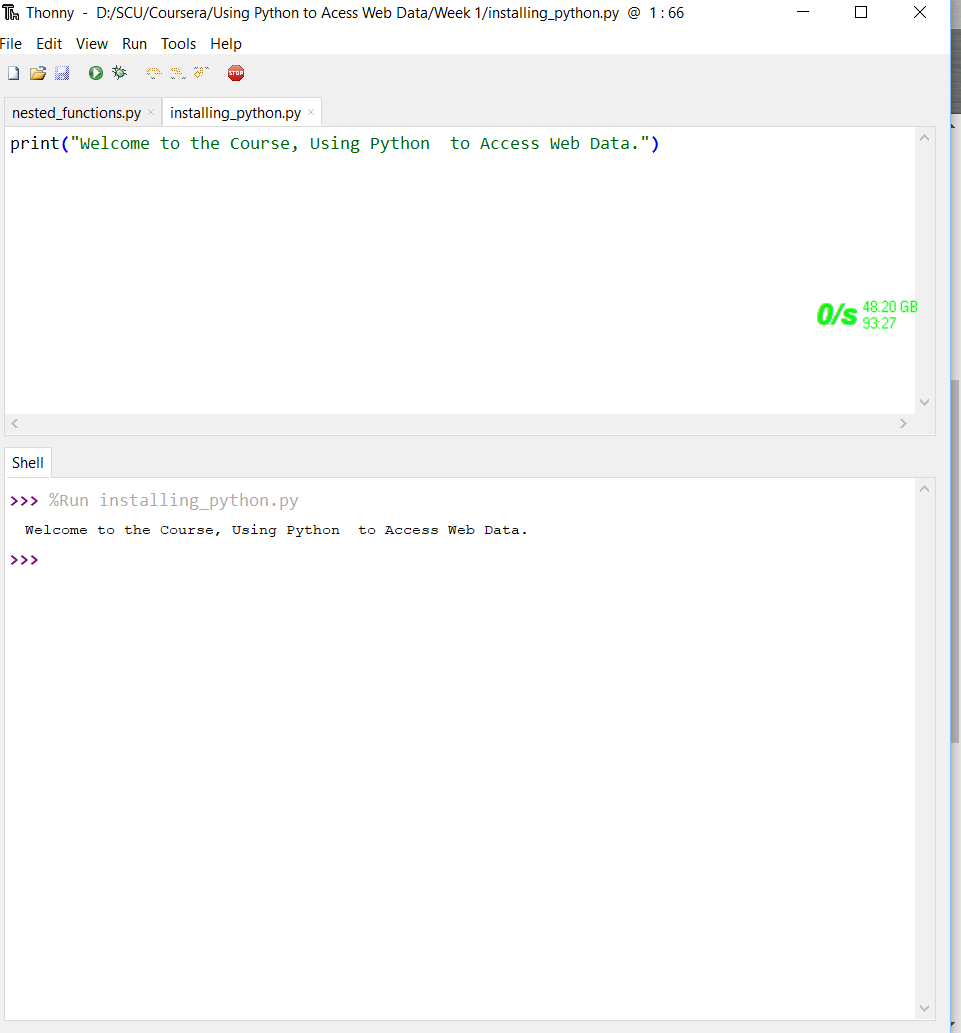 Thonny - D:/SCU/Coursera/Using Python to Acess Web Data/Week 1/installing_python.py @ 1 : 66
File Edit View Run Tools Help
STOP
nested_functions.py × installing_python.py ×
print("Welcome to the Course, Using Python  to Access Web Data.")
0/s 48.20 GB
93:27
Shell
>>> %Run installing_python.py
Welcome to the Course, Using Python  to Access Web Data.
>>>